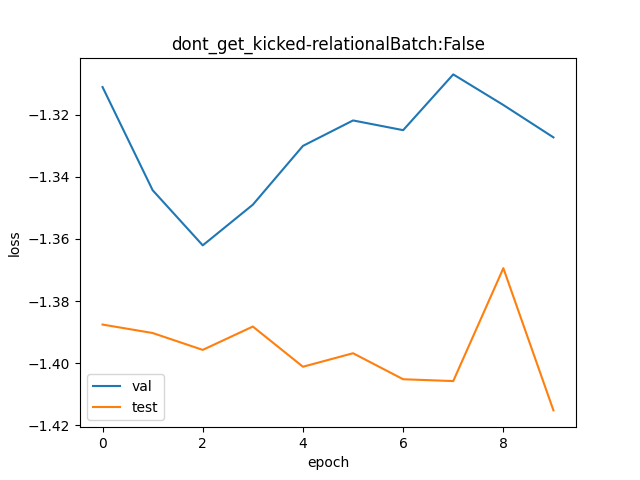 dont_get_kicked-relationalBatch:False
−1.32
−1.34
−1.36
−1.38
−1.40
−1.42
loss
val
test
0
2
4
6
8
epoch